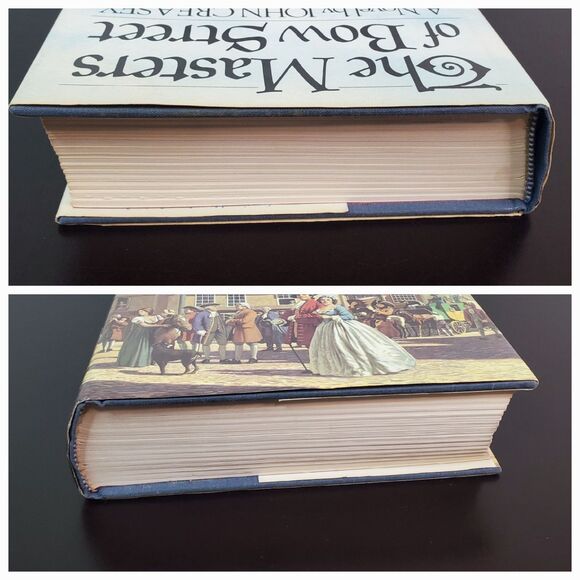 The Masters
of Bow Street
A Novel by JOHN CREASEY